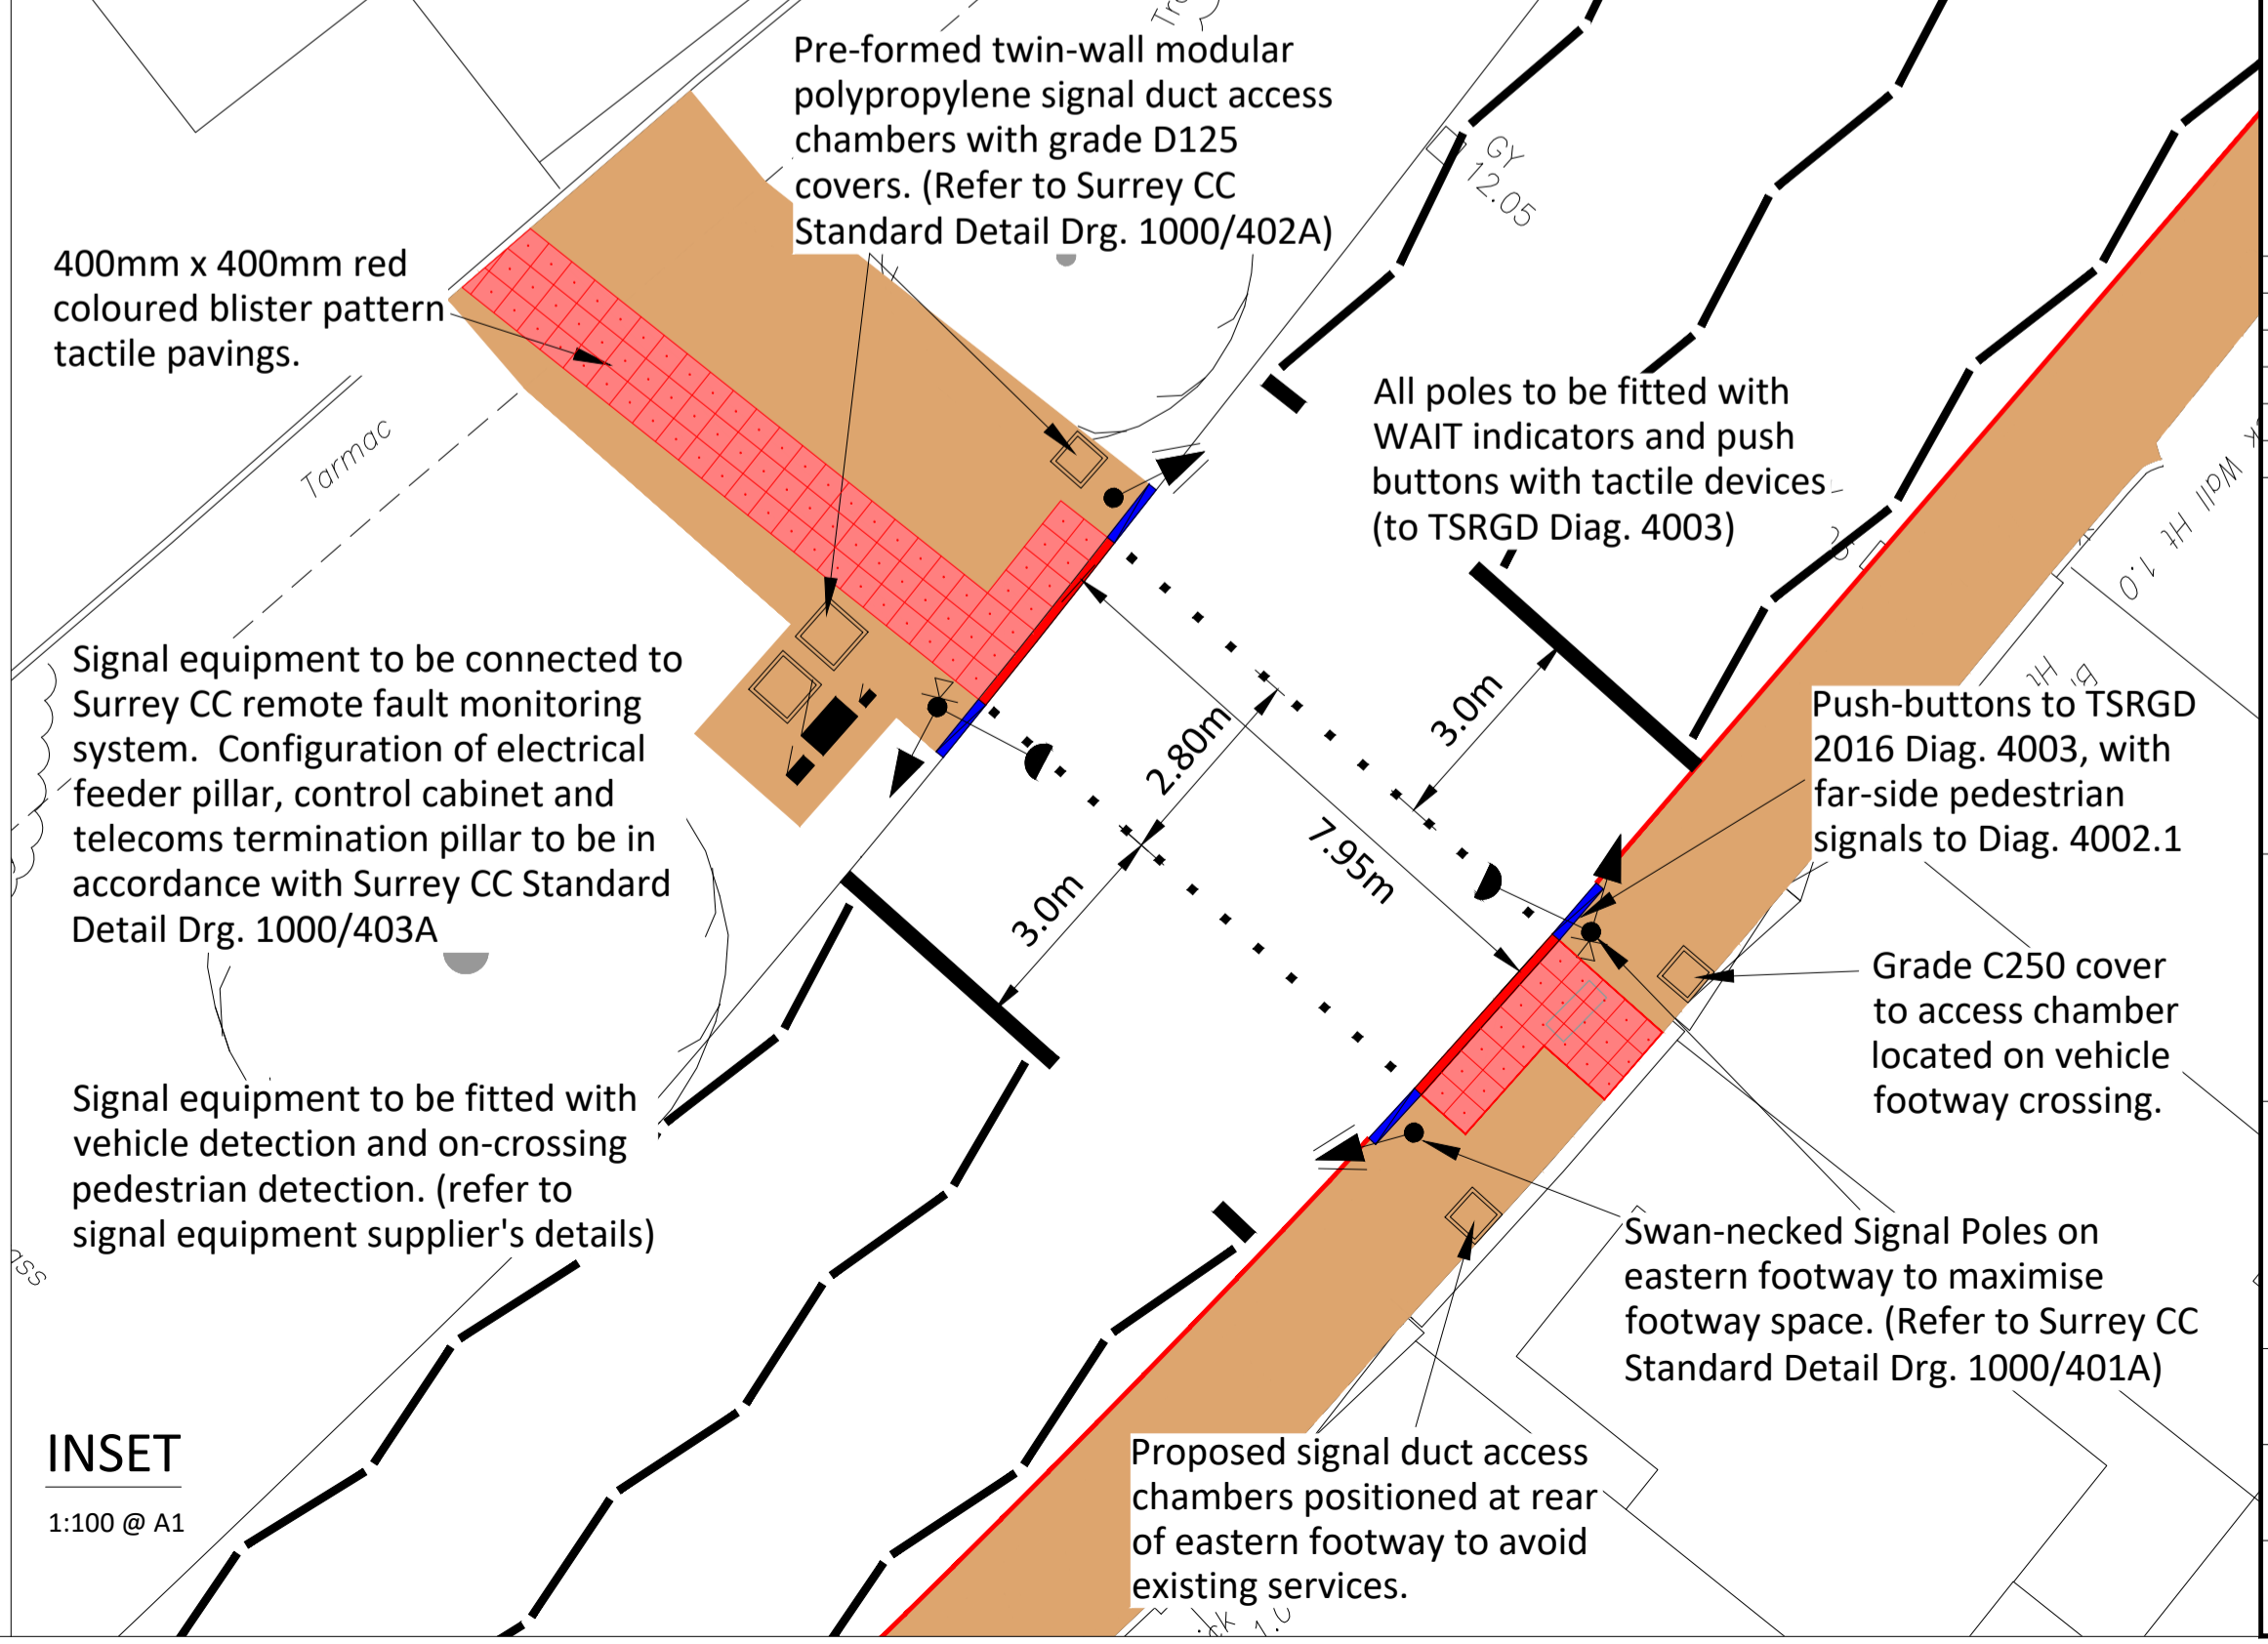 Pre-formed twin-wall modular
polypropylene signal duct access
chambers with grade D125
covers. (Refer to Surrey CC
Standard Detail Drg. 1000/402A)
GY
12.05
400mm x 400mm red
coloured blister pattern
tactile pavings.
Tarmac
All poles to be fitted with
WAIT indicators and push
buttons with tactile devices
(to TSRGD Diag. 4003)
Wall Ht 1.0
Ht
Signal equipment to be connected to
Surrey CC remote fault monitoring
system.  Configuration of electrical
feeder pillar, control cabinet and
telecoms termination pillar to be in
accordance with Surrey CC Standard
Detail Drg. 1000/403A
2.80m
3.0m
7.95m
3.0m
Push-buttons to TSRGD
2016 Diag. 4003, with
far-side pedestrian
signals to Diag. 4002.1
Grade C250 cover
to access chamber
located on vehicle
footway crossing.
Signal equipment to be fitted with
vehicle detection and on-crossing
pedestrian detection. (refer to
signal equipment supplier's details)
Swan-necked Signal Poles on
eastern footway to maximise
footway space. (Refer to Surrey CC
Standard Detail Drg. 1000/401A)
INSET
1:100 @ A1
Proposed signal duct access
chambers positioned at rear
of eastern footway to avoid
existing services.